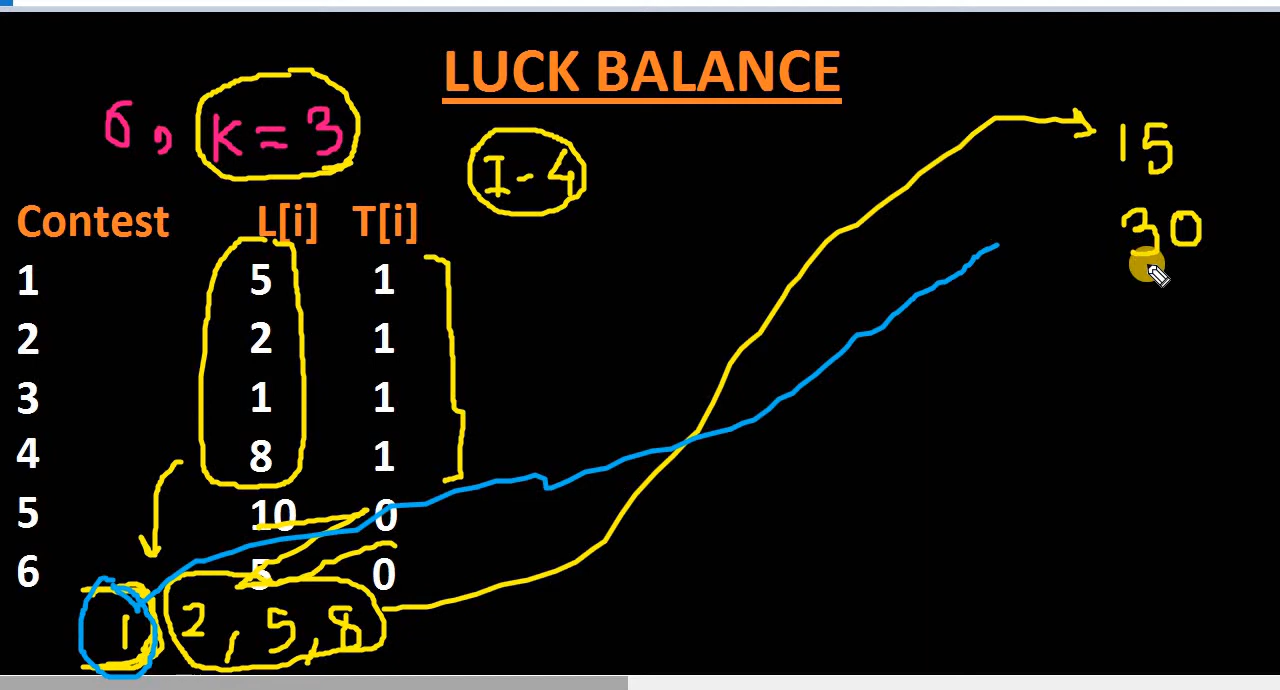 LUCK BALANCE
6, K = 3
I - 4
15
Contest L[i] T[i]
30
1 5 1
2 2 1
3 1 1
4 8 1
5 10 0
6 5 0
1 2, 5, 8